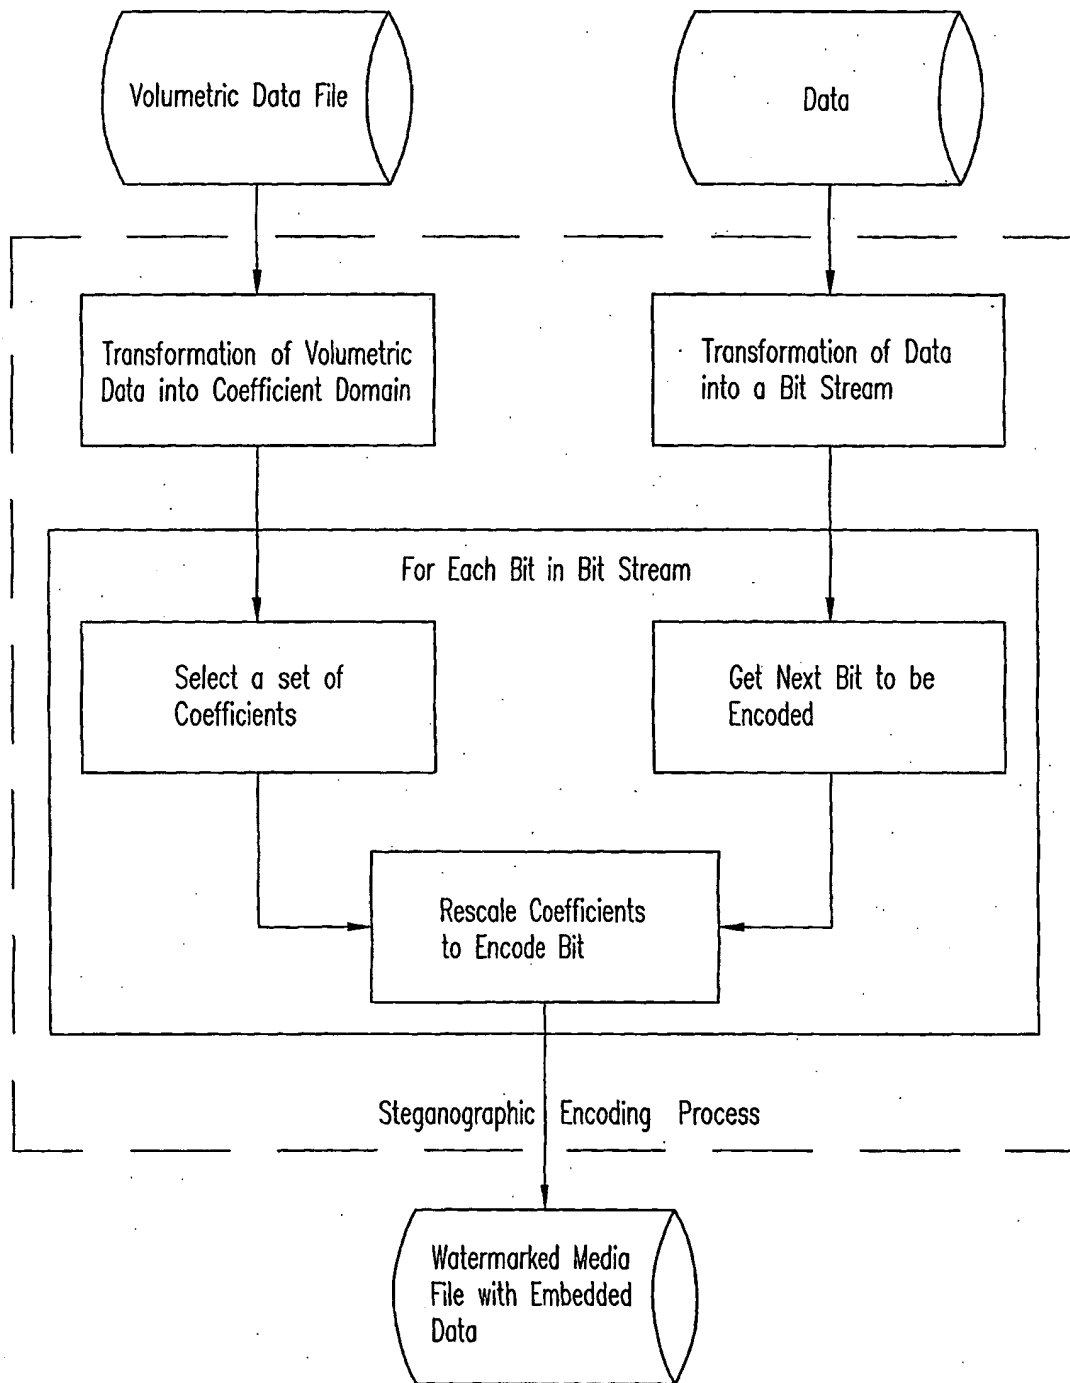 Volumetric Data File
Data
Transformation of Volumetric
Data into Coefficient Domain
Transformation of Data
into a Bit Stream
For Each Bit in Bit Stream
Select a set of
Coefficients
Get Next Bit to be
Encoded
Rescale Coefficients
to Encode Bit
Steganographic Encoding Process
Watermarked Media
File with Embedded
Data